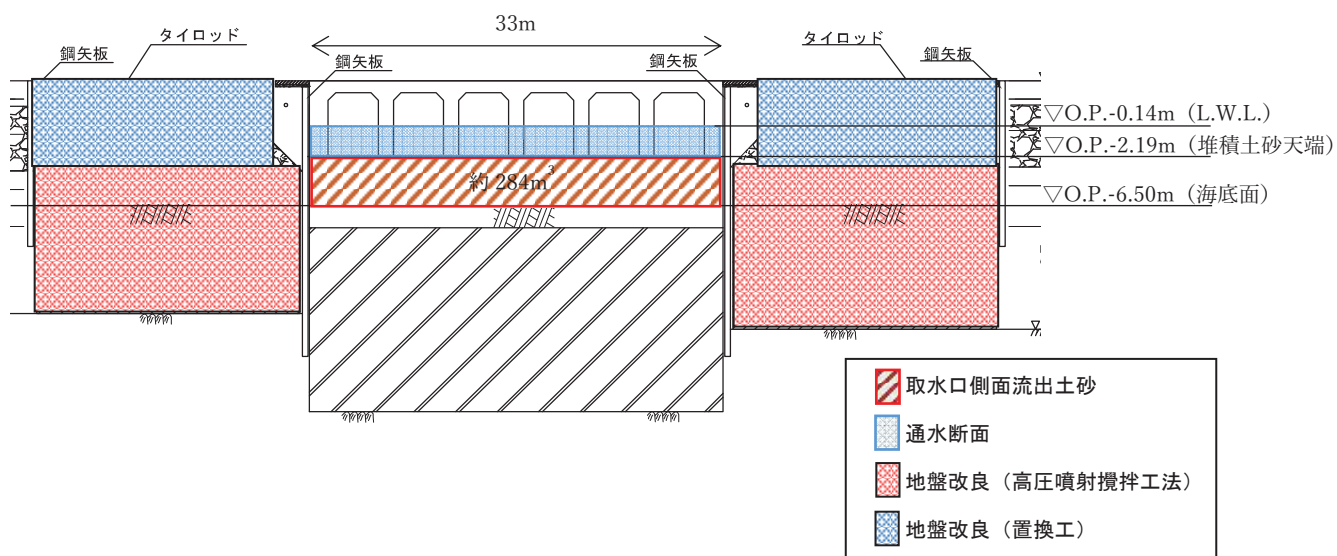 33m
タイロッド
鋼矢板
鋼矢板
鋼矢板
タイロッド
鋼矢板
▽O.P.-0.14m（L.W.L.）
▽O.P.-2.19m（堆積土砂天端）
約 284m³
▽O.P.-6.50m（海底面）
取水口側面流出土砂
通水断面
地盤改良（高圧噴射攪拌工法）
地盤改良（置換工）